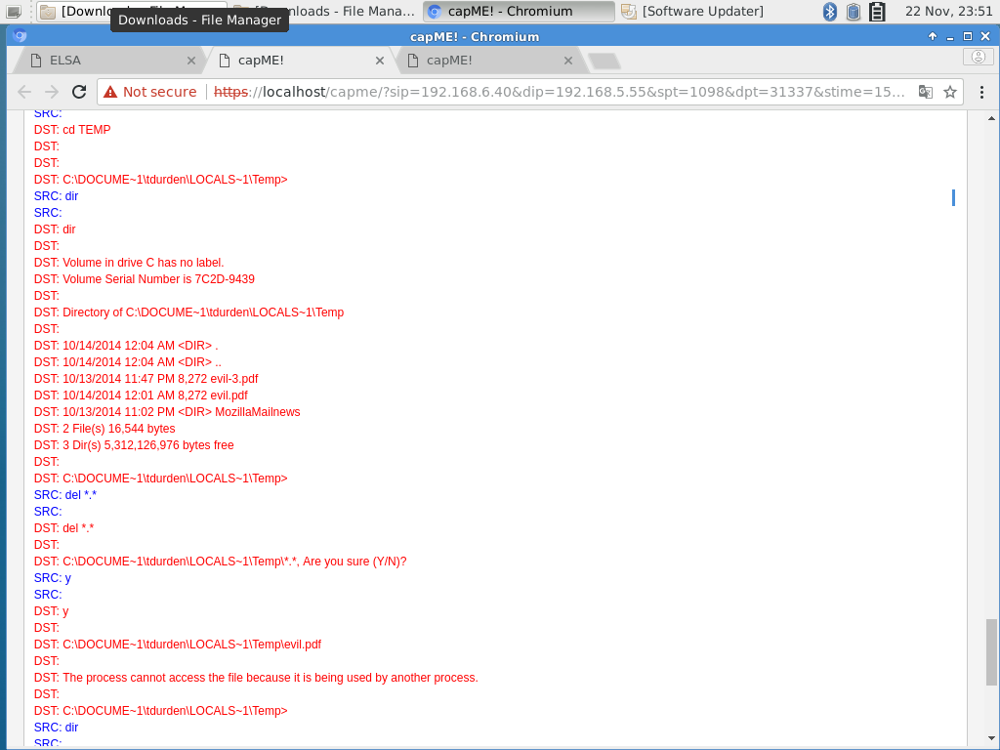 [Downloads - File Manager]
[Downloads - File Mana...
capME! - Chromium
[Software Updater]
22 Nov, 23:51
Downloads - File Manager
capME! - Chromium
ELSA
capME!
capME!
Not secure
https://localhost/capme/?sip=192.168.6.40&dip=192.168.5.55&spt=1098&dpt=31337&stime=15...
SRC:
DST: cd TEMP
DST:
DST:
DST: C:\DOCUME~1\tdurden\LOCALS~1\Temp>
SRC: dir
SRC:
DST: dir
DST:
DST: Volume in drive C has no label.
DST: Volume Serial Number is 7C2D-9439
DST:
DST: Directory of C:\DOCUME~1\tdurden\LOCALS~1\Temp
DST:
DST: 10/14/2014 12:04 AM <DIR> .
DST: 10/14/2014 12:04 AM <DIR> ..
DST: 10/13/2014 11:47 PM 8,272 evil-3.pdf
DST: 10/14/2014 12:01 AM 8,272 evil.pdf
DST: 10/13/2014 11:02 PM <DIR> MozillaMailnews
DST: 2 File(s) 16,544 bytes
DST: 3 Dir(s) 5,312,126,976 bytes free
DST:
DST: C:\DOCUME~1\tdurden\LOCALS~1\Temp>
SRC: del *.*
SRC:
DST: del *.*
DST:
DST: C:\DOCUME~1\tdurden\LOCALS~1\Temp\*.*, Are you sure (Y/N)?
SRC: y
SRC:
DST: y
DST:
DST: C:\DOCUME~1\tdurden\LOCALS~1\Temp\evil.pdf
DST:
DST: The process cannot access the file because it is being used by another process.
DST:
DST: C:\DOCUME~1\tdurden\LOCALS~1\Temp>
SRC: dir
SRC: